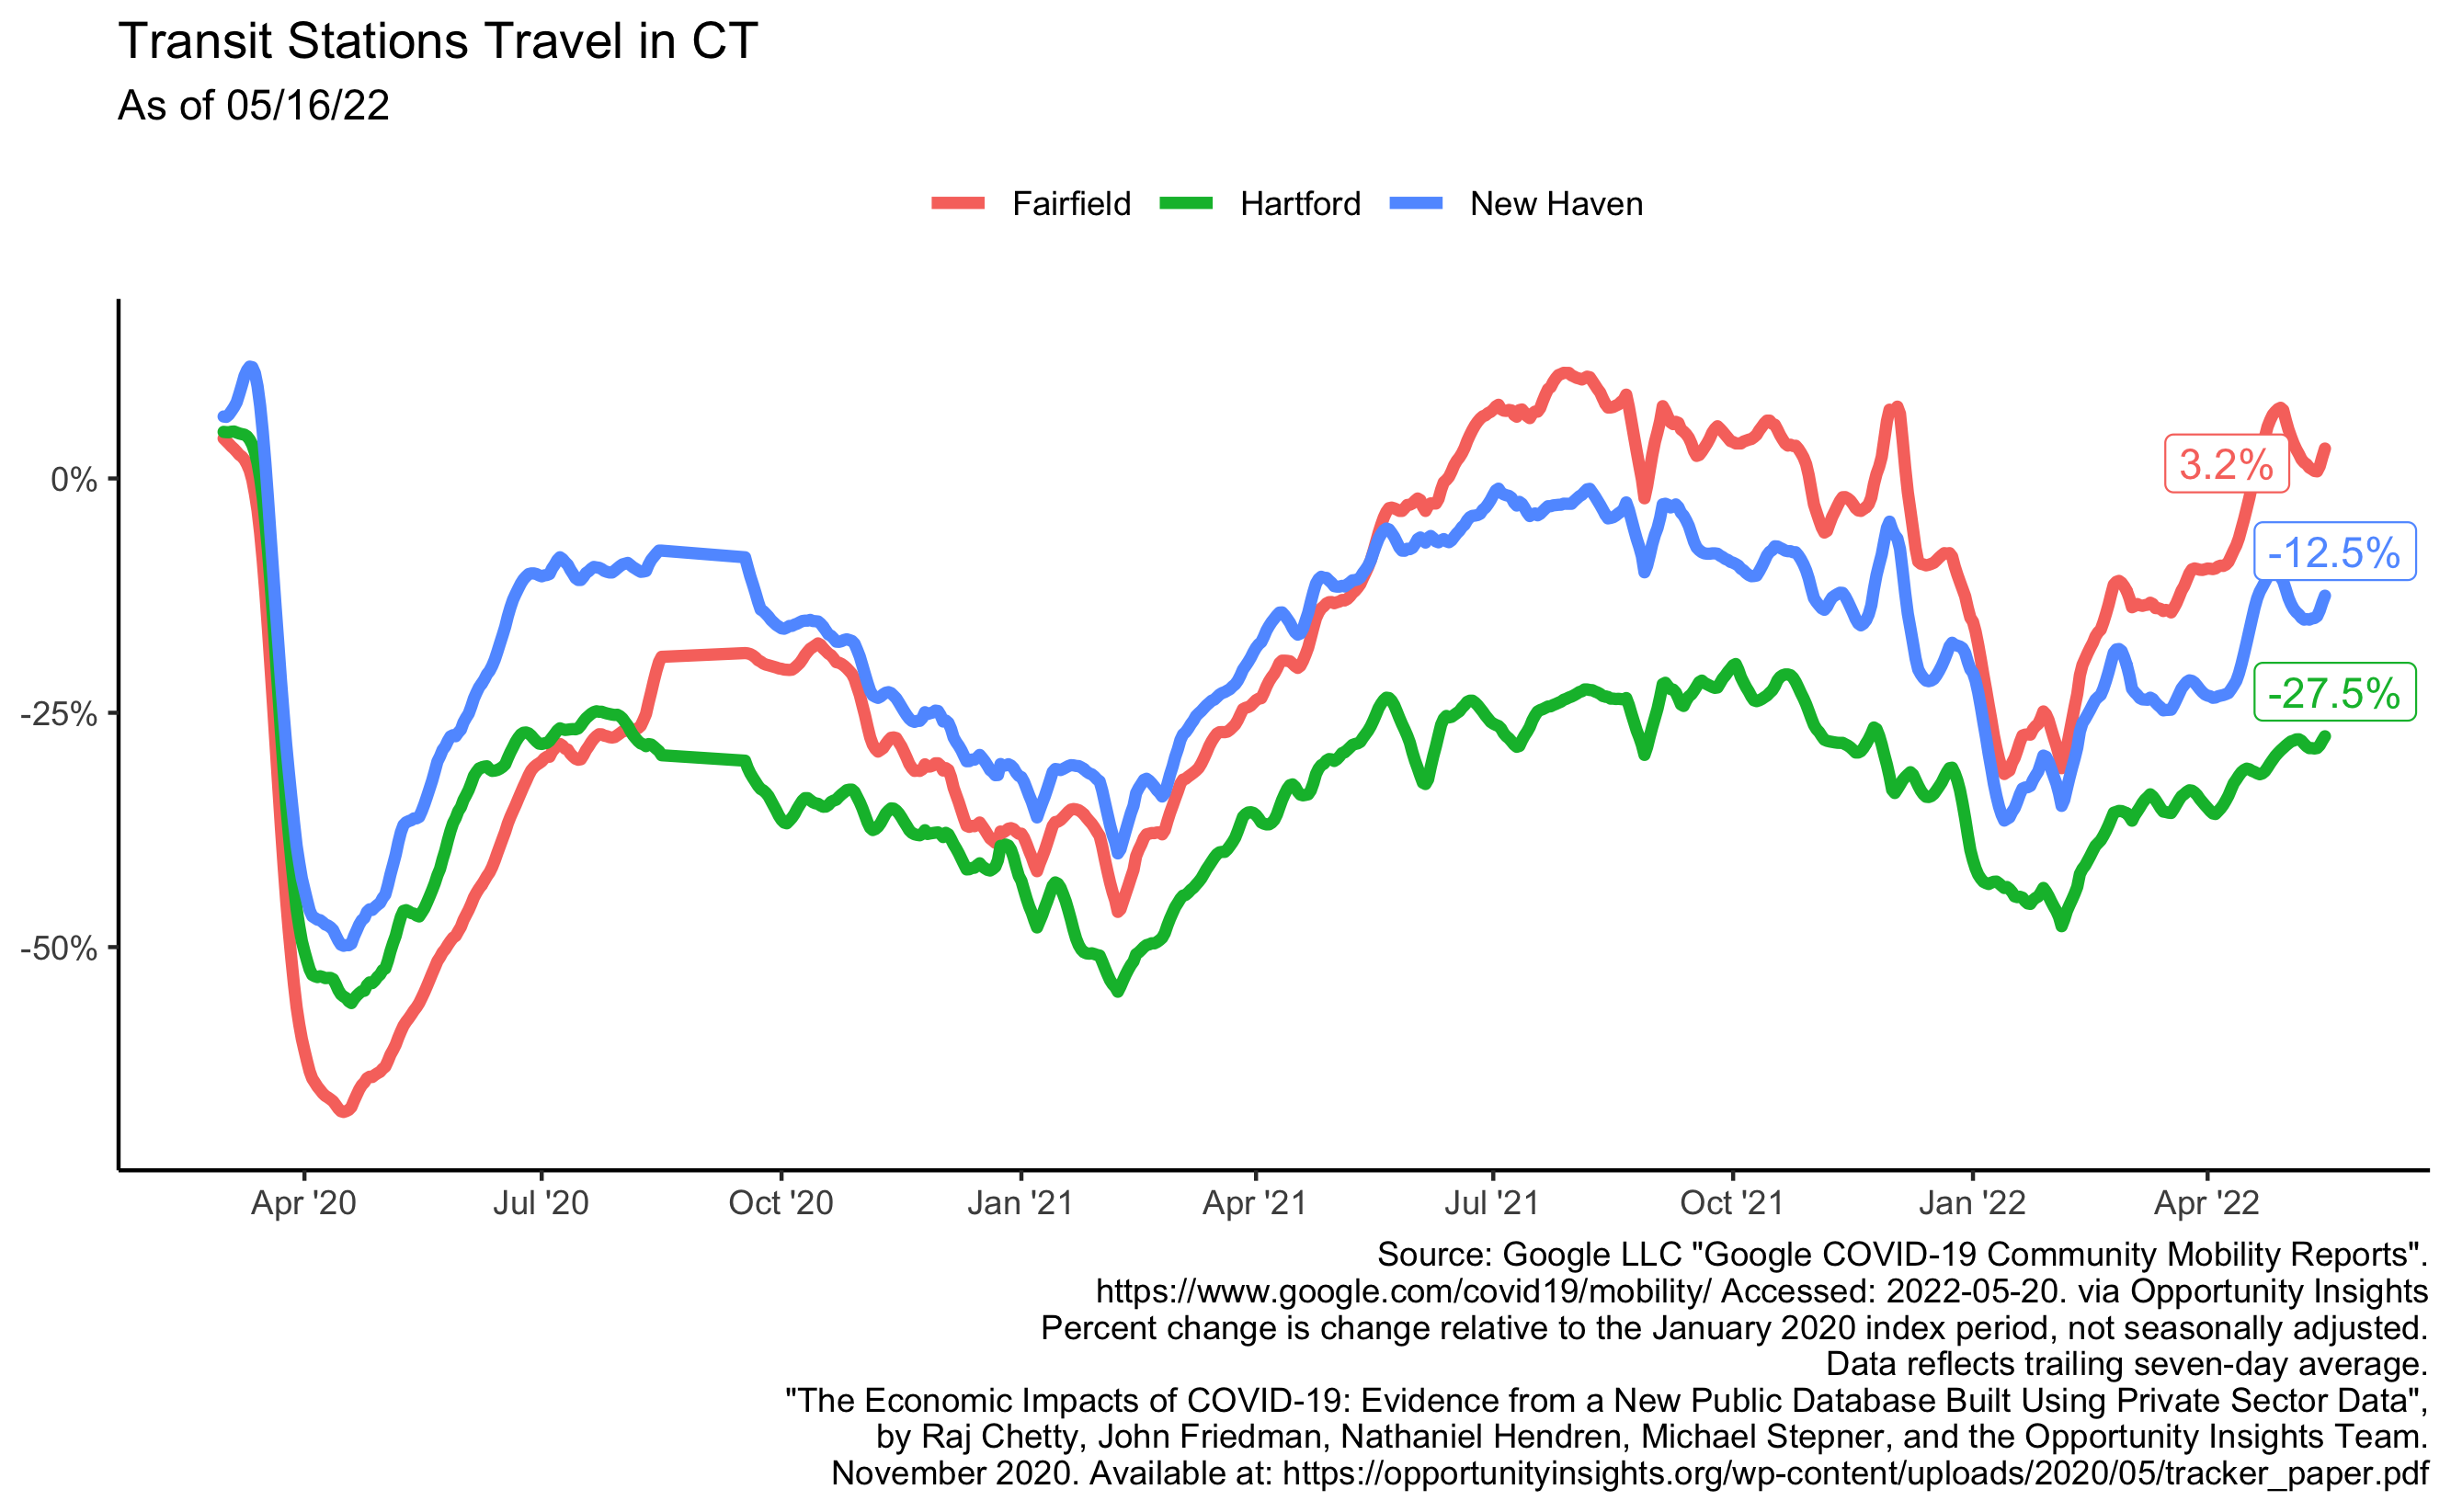 Transit Stations Travel in CT
As of 05/16/22
Fairfield Hartford New Haven
0%
-25%
-50%
3.2%
-12.5%
-27.5%
Apr '20 Jul '20 Oct '20 Jan '21 Apr '21 Jul '21 Oct '21 Jan '22 Apr '22
Source: Google LLC "Google COVID-19 Community Mobility Reports".
https://www.google.com/covid19/mobility/ Accessed: 2022-05-20. via Opportunity Insights
Percent change is change relative to the January 2020 index period, not seasonally adjusted.
Data reflects trailing seven-day average.
"The Economic Impacts of COVID-19: Evidence from a New Public Database Built Using Private Sector Data",
by Raj Chetty, John Friedman, Nathaniel Hendren, Michael Stepner, and the Opportunity Insights Team.
November 2020. Available at: https://opportunityinsights.org/wp-content/uploads/2020/05/tracker_paper.pdf